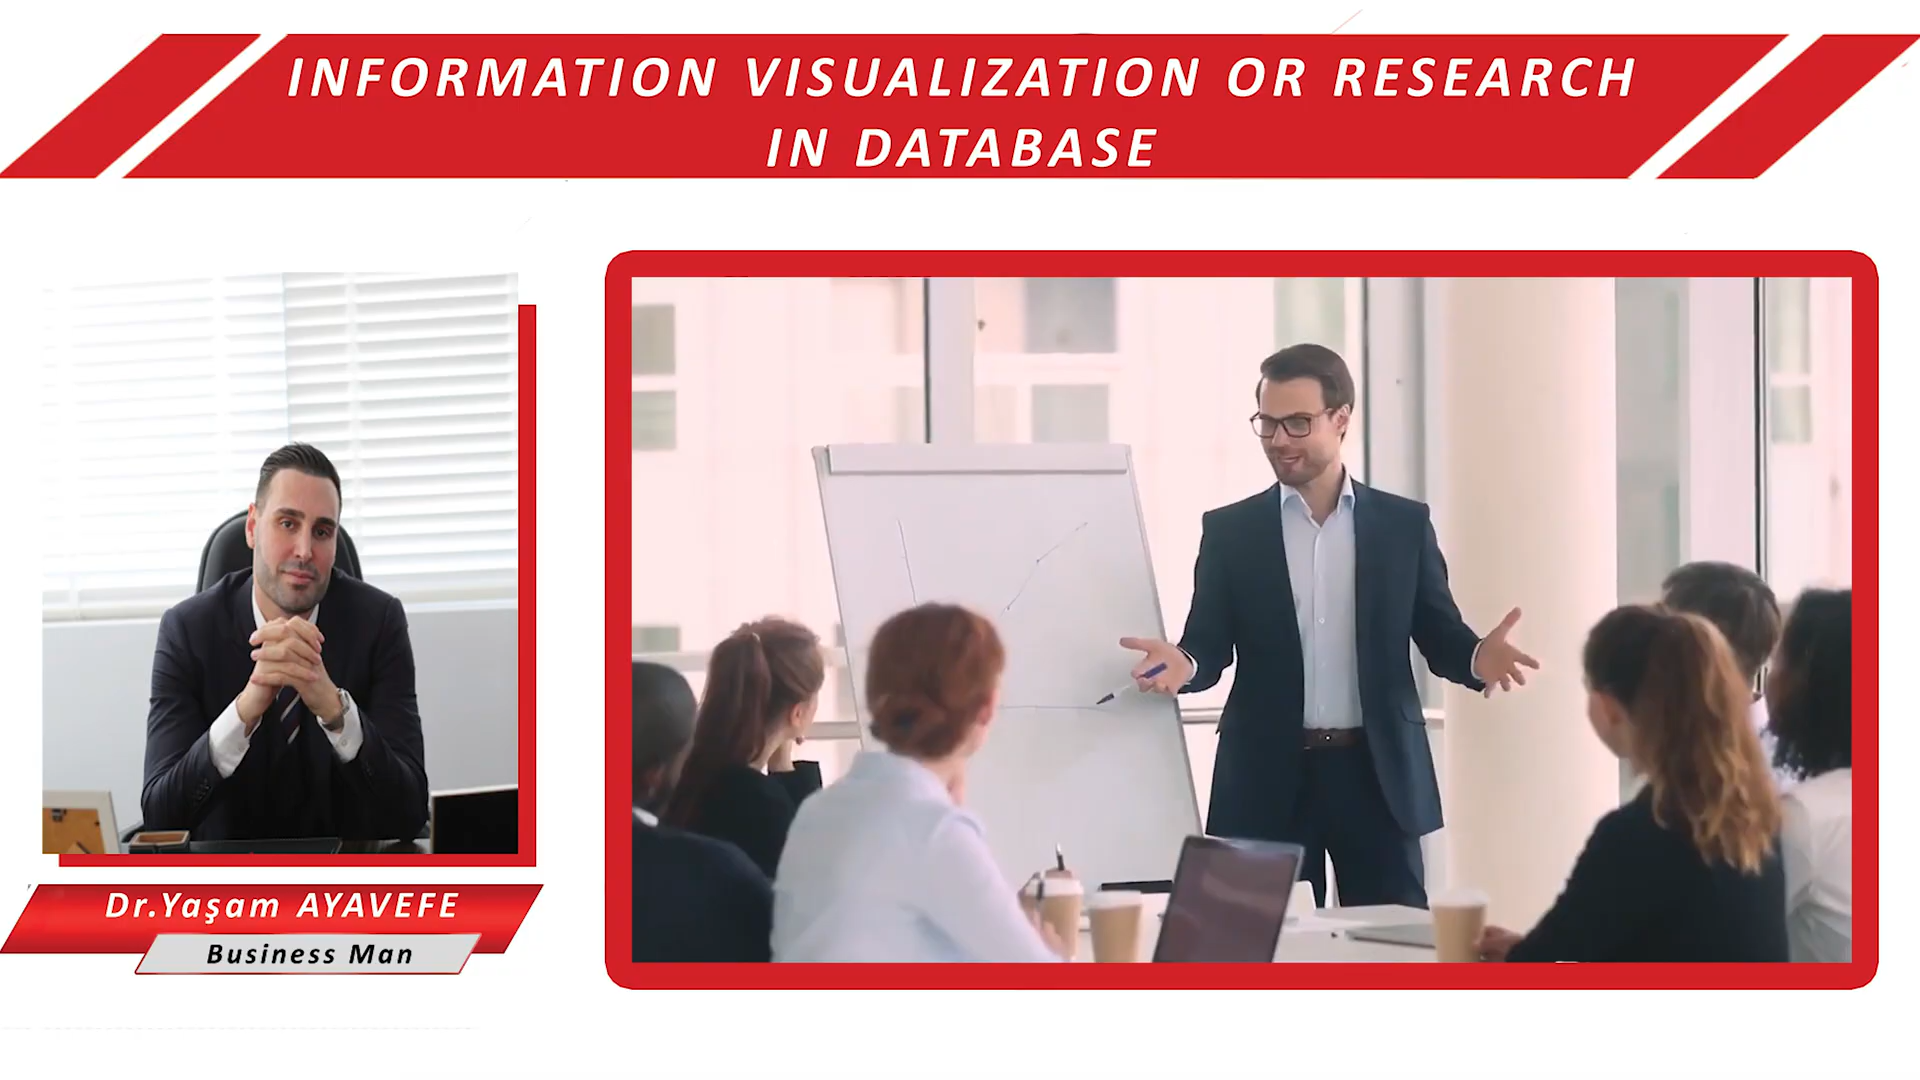 INFORMATION VISUALIZATION OR RESEARCH
IN DATABASE
Dr.Yaşam AYAVEFE
Business Man